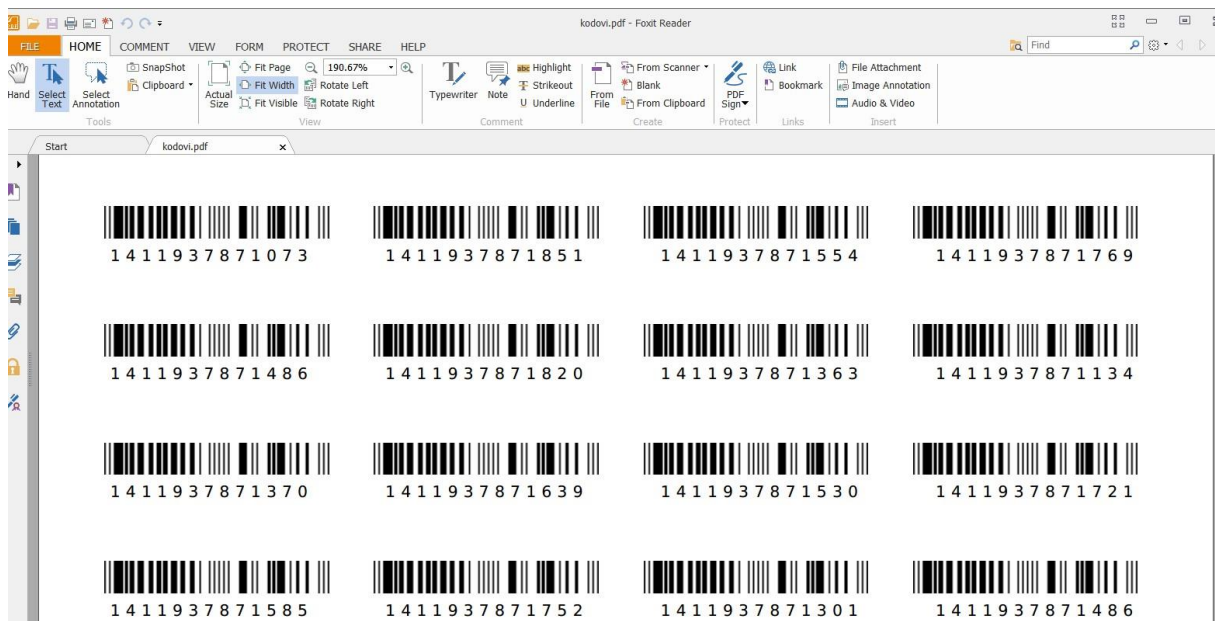 kodovi.pdf - Foxit Reader
FILE HOME COMMENT VIEW FORM PROTECT SHARE HELP Find
Hand
Select Text
Select Annotation
SnapShot
Clipboard
Tools
Actual Size
Fit Page
Fit Width
Fit Visible
190.67%
Rotate Left
Rotate Right
View
Typewriter
Note
abc Highlight
T Strikeout
U Underline
Comment
From File
From Scanner
Blank
From Clipboard
Create
PDF Sign
Protect
Link
Bookmark
Links
File Attachment
Image Annotation
Audio & Video
Insert
Start kodovi.pdf
1411937871073 1411937871851 1411937871554 1411937871769
1411937871486 1411937871820 1411937871363 1411937871134
1411937871370 1411937871639 1411937871530 1411937871721
1411937871585 1411937871752 1411937871301 1411937871486